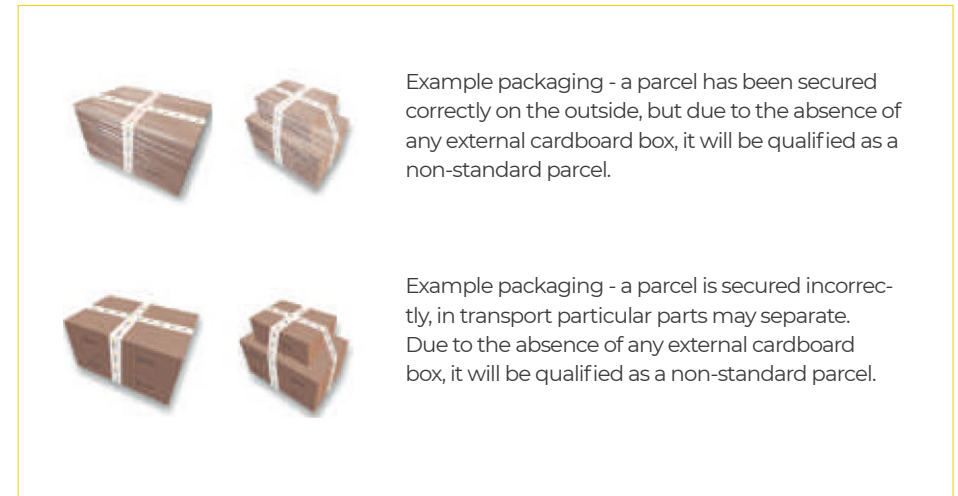 Example packaging - a parcel has been secured
correctly on the outside, but due to the absence of
any external cardboard box, it will be qualified as a
non-standard parcel.
Example packaging - a parcel is secured incorrec-
tly, in transport particular parts may separate.
Due to the absence of any external cardboard
box, it will be qualified as a non-standard parcel.